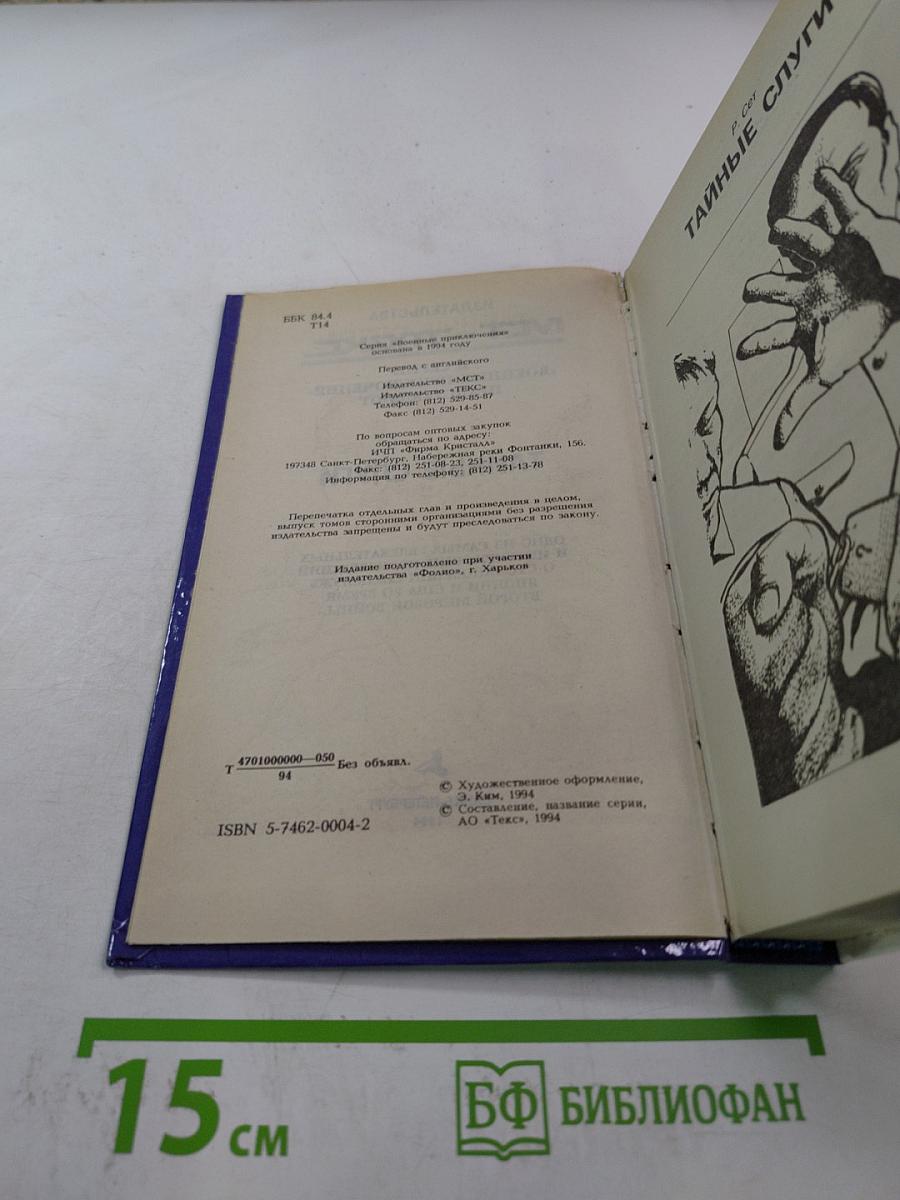 ББК 84.4
Т14
Серия «Военные приключения»
основана в 1994 году
Перевод с английского
Издательство «МСТ»
Издательство «ТЕКС»
Телефон: (812) 529-85-87
Факс (812) 529-14-51
По вопросам оптовых закупок
обращаться по адресу:
ИЧП «Фирма Кристалл»
197348 Санкт-Петербург, Набережная реки Фонтанки, 156.
Факс: (812) 251-08-23, 251-11-08
Информация по телефону: (812) 251-13-78
Перепечатка отдельных глав и произведения в целом,
выпуск томов сторонними организациями без разрешения
издательства запрещены и будут преследоваться по закону.
Издание подготовлено при участии
издательства «Фолио», г. Харьков
Т 4701000000—050 Без объявл.
94
© Художественное оформление,
Э. Ким, 1994
© Составление, название серии,
АО «Текс», 1994
ISBN 5-7462-0004-2
Р. Сет
ТАЙНЫЕ СЛУГИ
15 см
БФ БИБЛИОФАН